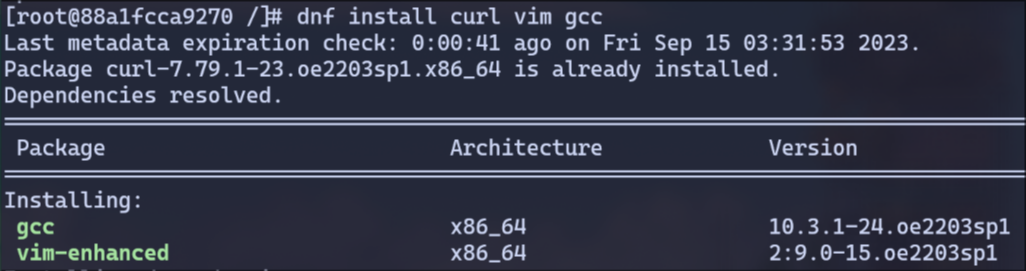 [root@88a1fcca9270 /]# dnf install curl vim gcc
Last metadata expiration check: 0:00:41 ago on Fri Sep 15 03:31:53 2023.
Package curl-7.79.1-23.oe2203sp1.x86_64 is already installed.
Dependencies resolved.
Package Architecture Version
Installing:
gcc x86_64 10.3.1-24.oe2203sp1
vim-enhanced x86_64 2:9.0-15.oe2203sp1